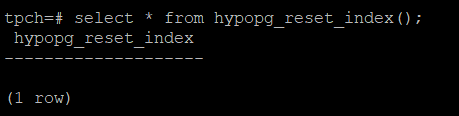 tpch=# select * from hypopg_reset_index();
 hypopg_reset_index
--------------------
(1 row)